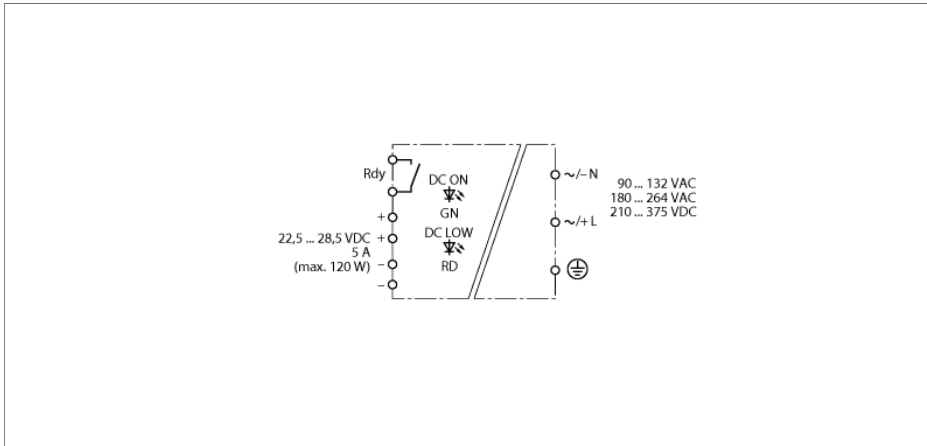 Rdy
DC ON
GN
DC LOW
RD
+
22,5 ... 28,5 VDC +
5 A
(max. 120 W) –
–
~/– N
~/+ L
90 ... 132 VAC
180 ... 264 VAC
210 ... 375 VDC